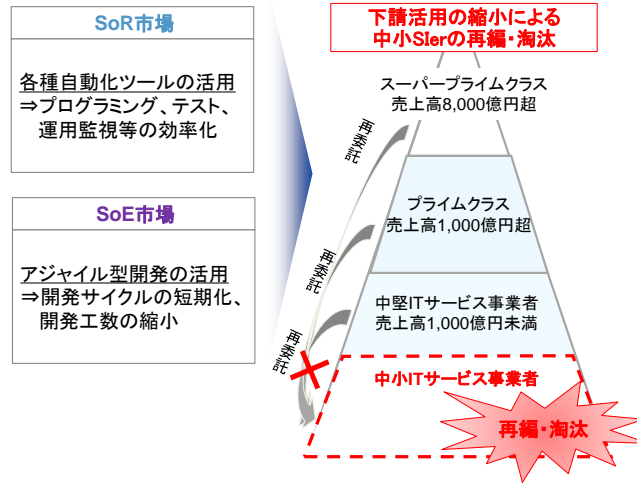 SoR市場
各種自動化ツールの活用
⇒プログラミング、テスト、
運用監視等の効率化
SoE市場
アジャイル型開発の活用
⇒開発サイクルの短期化、
開発工数の縮小
下請活用の縮小による
中小SIerの再編・淘汰
スーパープライムクラス
売上高8,000億円超
再委託
プライムクラス
売上高1,000億円超
再委託
中堅ITサービス事業者
売上高1,000億円未満
再委託
中小ITサービス事業者
再編・淘汰